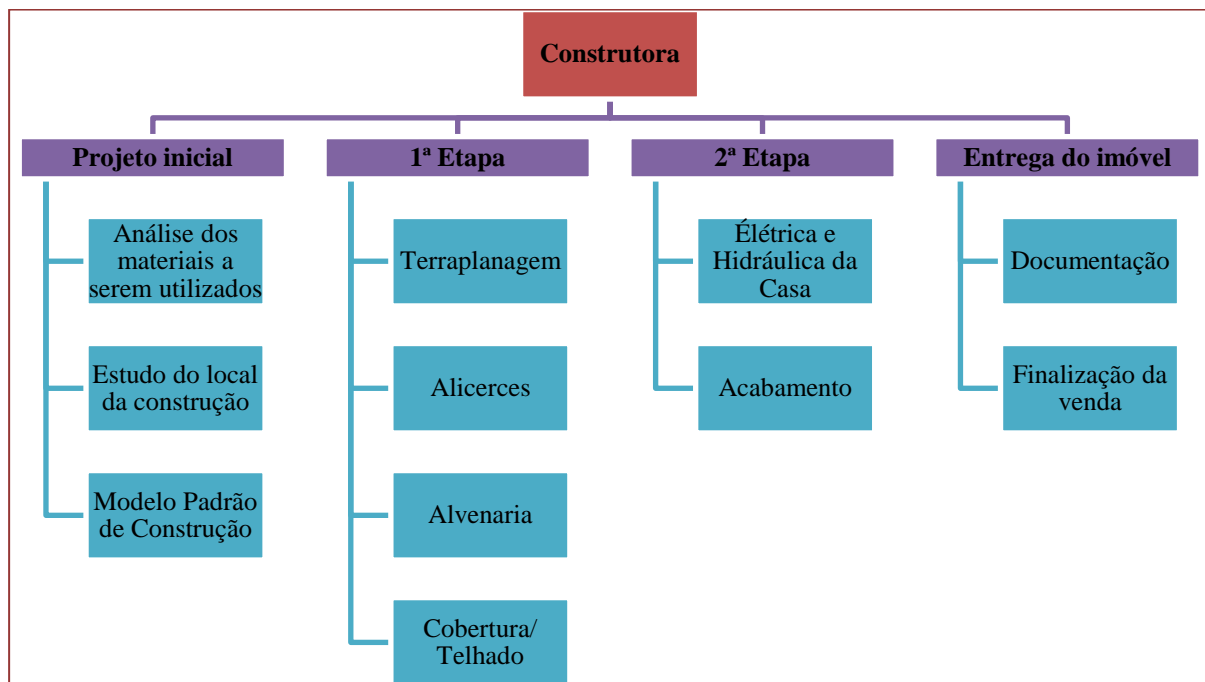 Construtora
Projeto inicial
Análise dos
materiais a
serem utilizados
Estudo do local
da construção
Modelo Padrão
de Construção
1ª Etapa
Terraplanagem
Alicerces
Alvenaria
Cobertura/
Telhado
2ª Etapa
Élétrica e
Hidráulica da
Casa
Acabamento
Entrega do imóvel
Documentação
Finalização da
venda